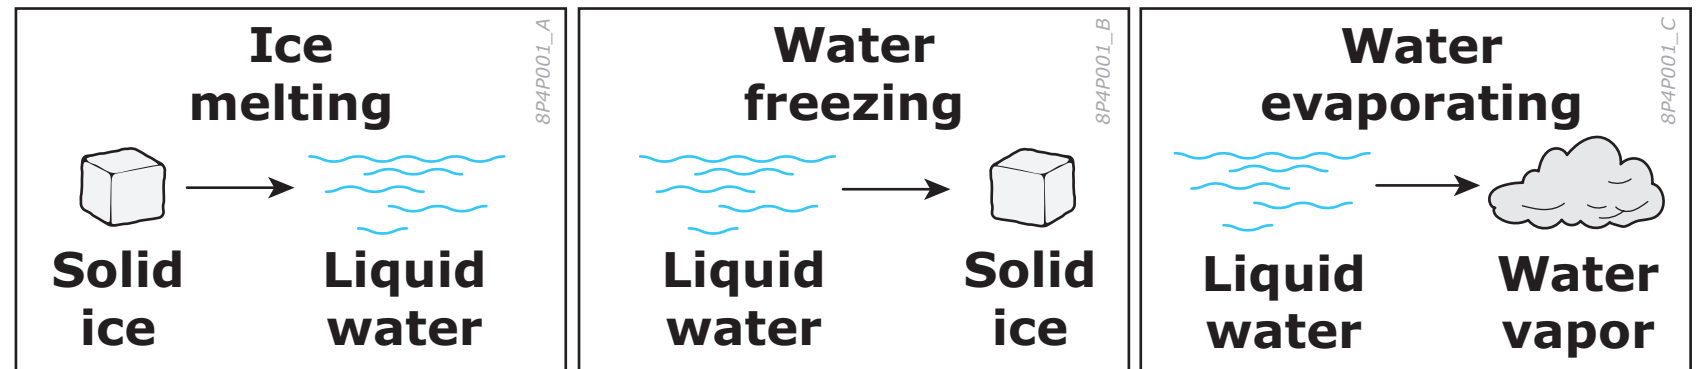 Ice
melting
8P4P001_A
Solid
ice
Liquid
water
Water
freezing
8P4P001_B
Liquid
water
Solid
ice
Water
evaporating
8P4P001_C
Liquid
water
Water
vapor